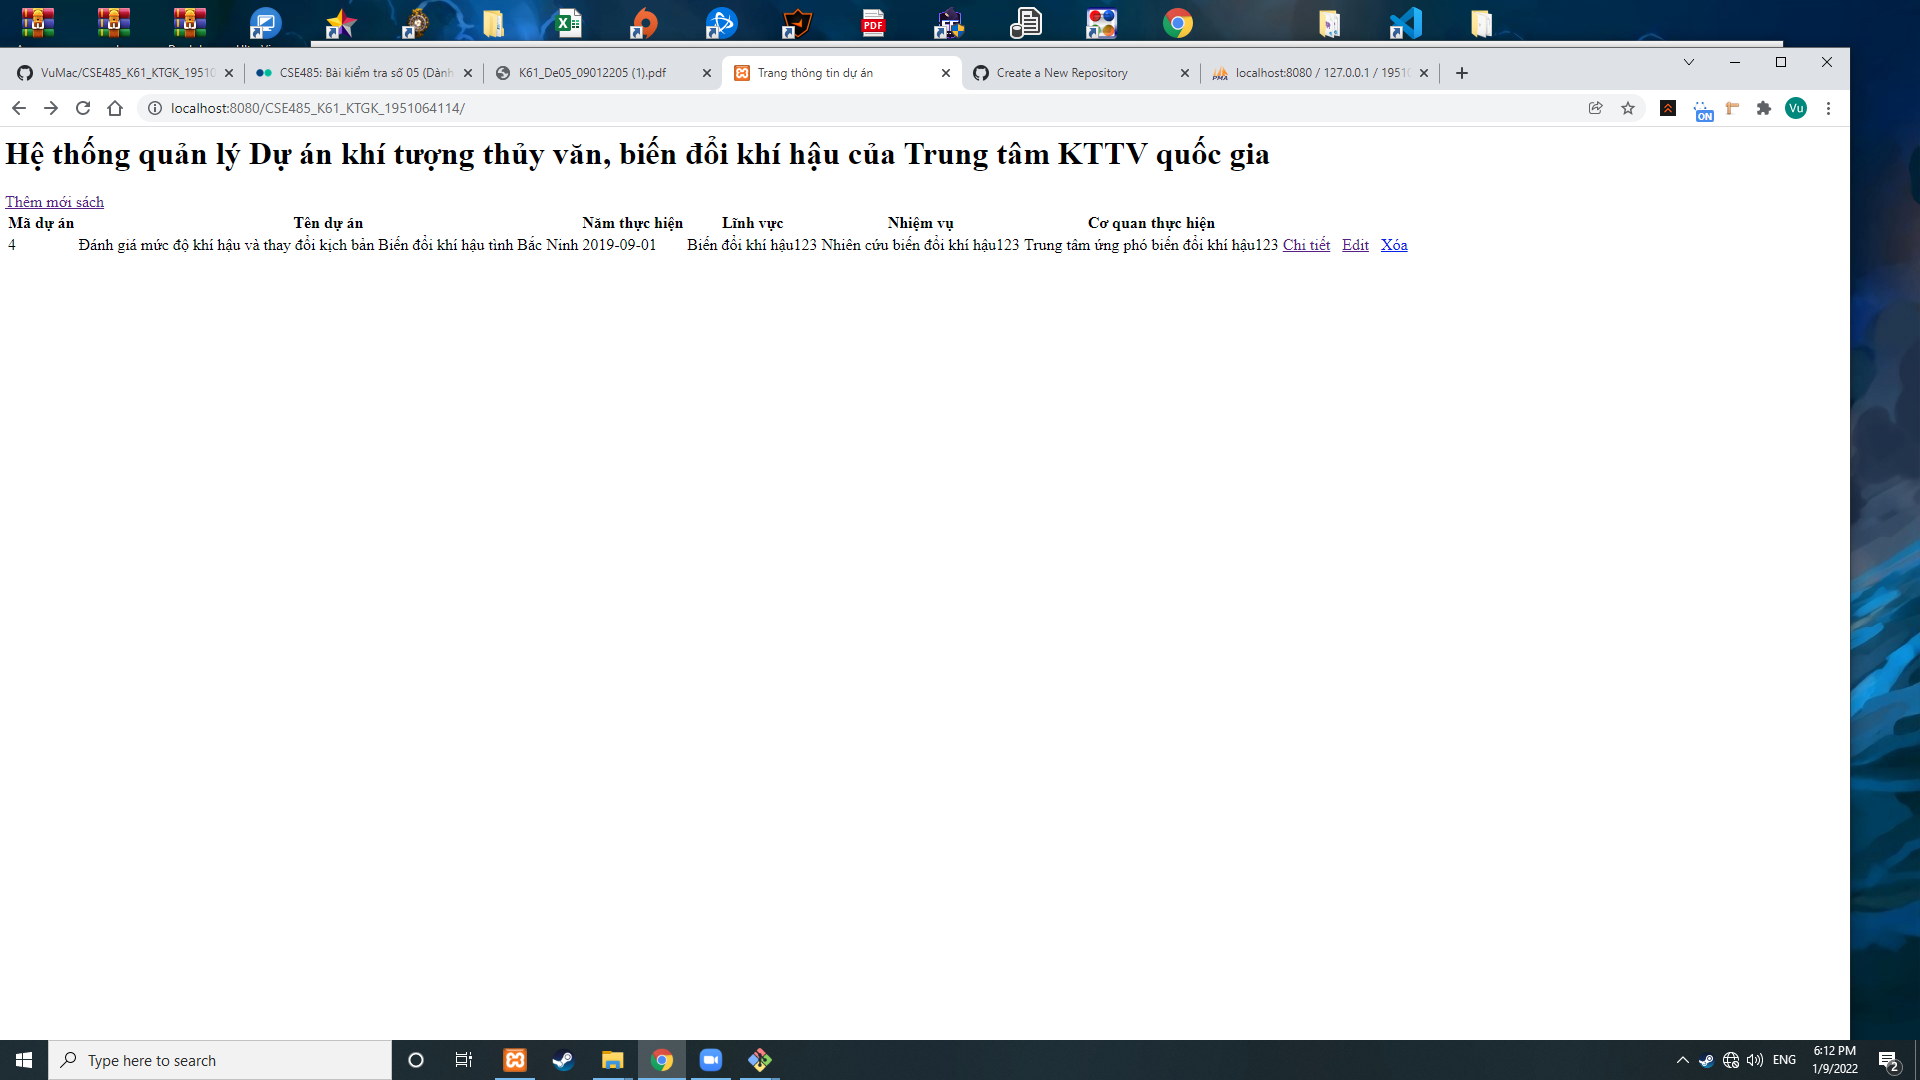 VuMac/CSE485_K61_KTGK_1951
CSE485: Bài kiểm tra số 05 (Dành
K61_De05_09012205 (1).pdf
Trang thông tin dự án
Create a New Repository
localhost:8080 / 127.0.0.1 / 1951
localhost:8080/CSE485_K61_KTGK_1951064114/
ON
Vu
Hệ thống quản lý Dự án khí tượng thủy văn, biến đổi khí hậu của Trung tâm KTTV quốc gia
Thêm mới sách
Mã dự án Tên dự án Năm thực hiện Lĩnh vực Nhiệm vụ Cơ quan thực hiện
4 Đánh giá mức độ khí hậu và thay đổi kịch bản Biến đổi khí hậu tỉnh Bắc Ninh 2019-09-01 Biến đổi khí hậu123 Nhiên cứu biến đổi khí hậu123 Trung tâm ứng phó biến đổi khí hậu123 Chi tiết Edit Xóa
Type here to search
ENG
6:12 PM
1/9/2022
2
PDF
PMA